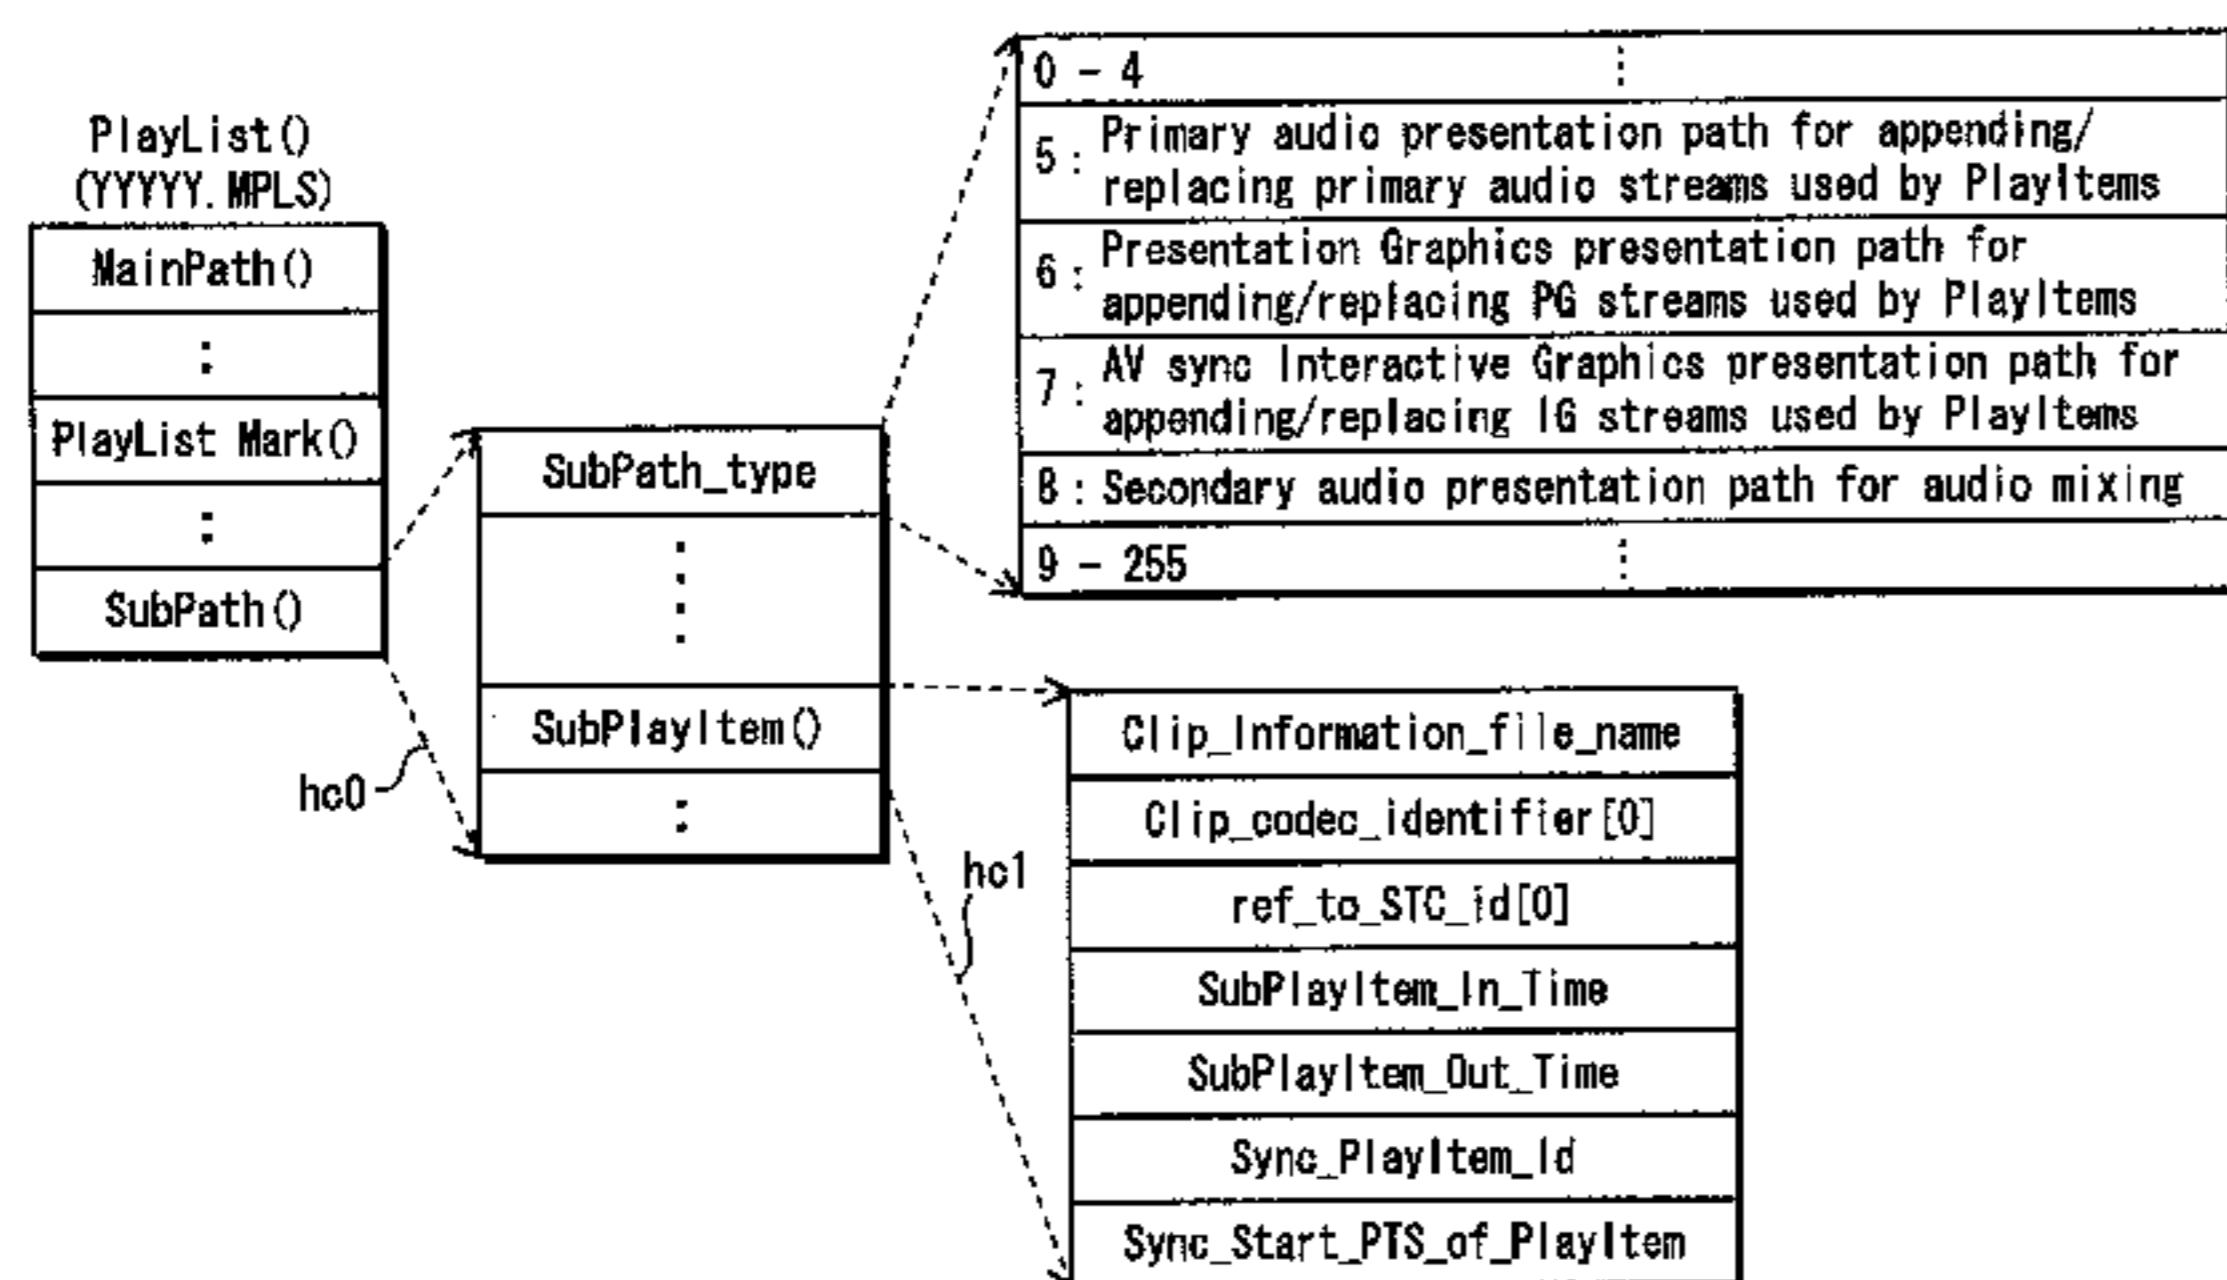 PlayList()
(YYYYY.MPLS)
MainPath()
:
PlayList Mark()
:
SubPath()
hc0
SubPath_type
SubPlayItem()
:
hc1
0 - 4
5 : Primary audio presentation path for appending/
replacing primary audio streams used by PlayItems
6 : Presentation Graphics presentation path for
appending/replacing PG streams used by PlayItems
7 : AV sync Interactive Graphics presentation path for
appending/replacing IG streams used by PlayItems
8 : Secondary audio presentation path for audio mixing
9 - 255
Clip_Information_file_name
Clip_codec_identifier[0]
ref_to_STC_id[0]
SubPlayItem_In_Time
SubPlayItem_Out_Time
Sync_PlayItem_Id
Sync_Start_PTS_of_PlayItem